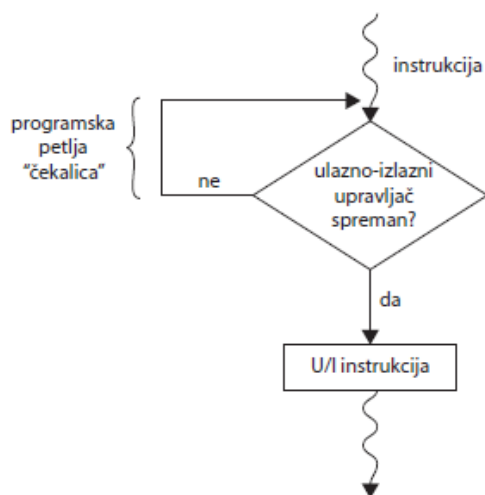 instrukcija
programska
petlja
"čekalica"
ne
ulazno-izlazni
upravljač
spreman?
da
U/I instrukcija